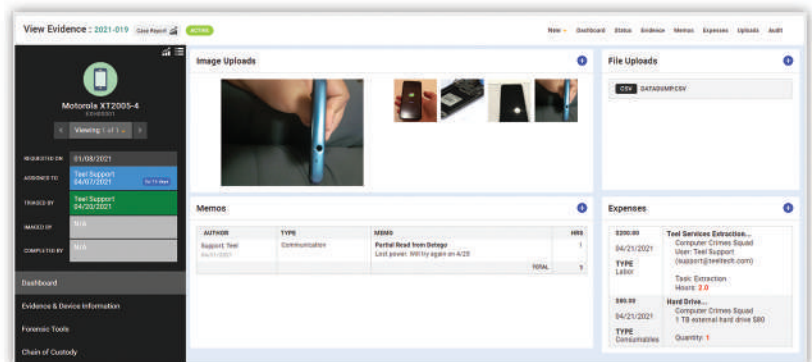 View Evidence : 2021-019 Case Report ACTIVE
New Dashboard Status Evidence Memos Expenses Uploads Audit
Motorola XT2005-4
Viewing 1 of 1
REQUESTED ON 01/08/2021
ASSIGNED TO Teel Support
04/07/2021
TRIAGED BY Teel Support
04/20/2021
IMAGED BY N/A
COMPLETED BY N/A
Dashboard
Evidence & Device Information
Forensic Tools
Chain of Custody
Image Uploads
File Uploads
CSV DATADUMP.CSV
Memos
AUTHOR TYPE MEMO HRS
Support, Teel Communication Partial Read from Detego 1
04/21/2021 Lost power. Will try again on 4/23
TOTAL 1
Expenses
$200.00 Teel Services Extraction...
Computer Crimes Squad
04/21/2021 User: Teel Support
TYPE (support@teeltech.com)
Labor
Task: Extraction
Hours: 2.0
$80.00 Hard Drive...
Computer Crimes Squad
04/21/2021 1 TB external hard drive $80
TYPE
Consumables Quantity: 1